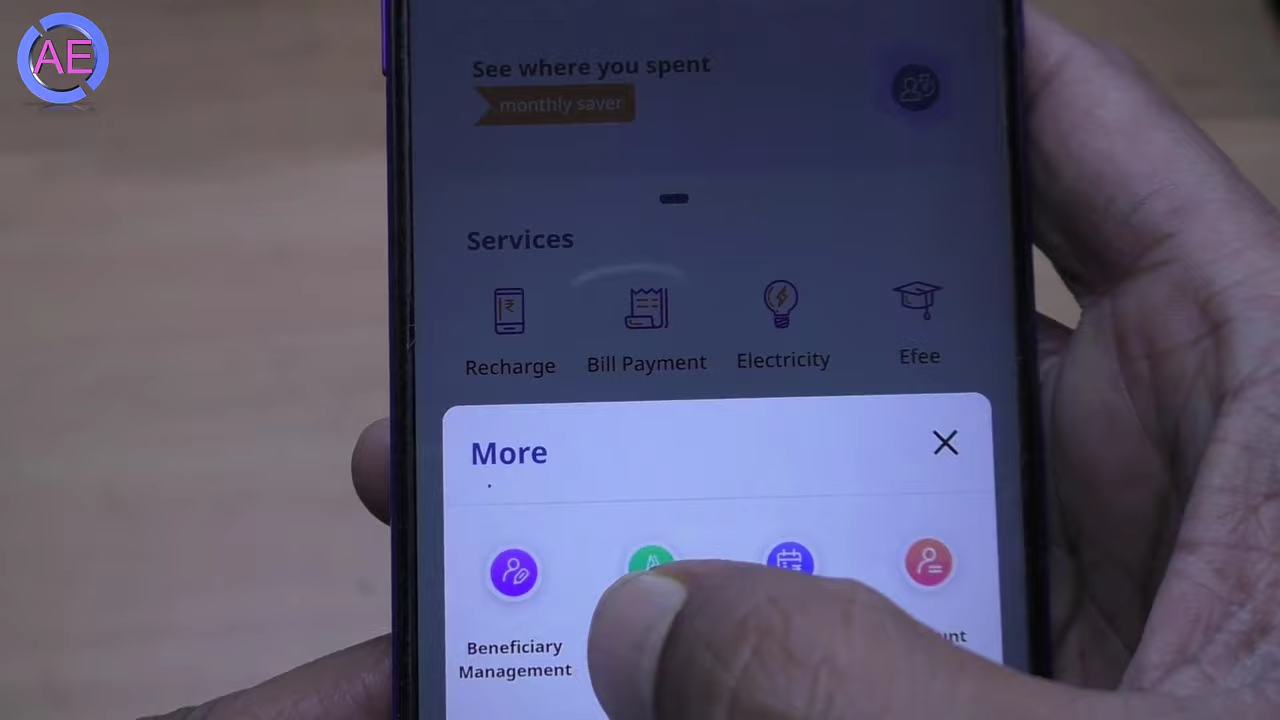 AE
See where you spent
monthly saver
Services
Recharge
Bill Payment
Electricity
Efee
More
Beneficiary
Management